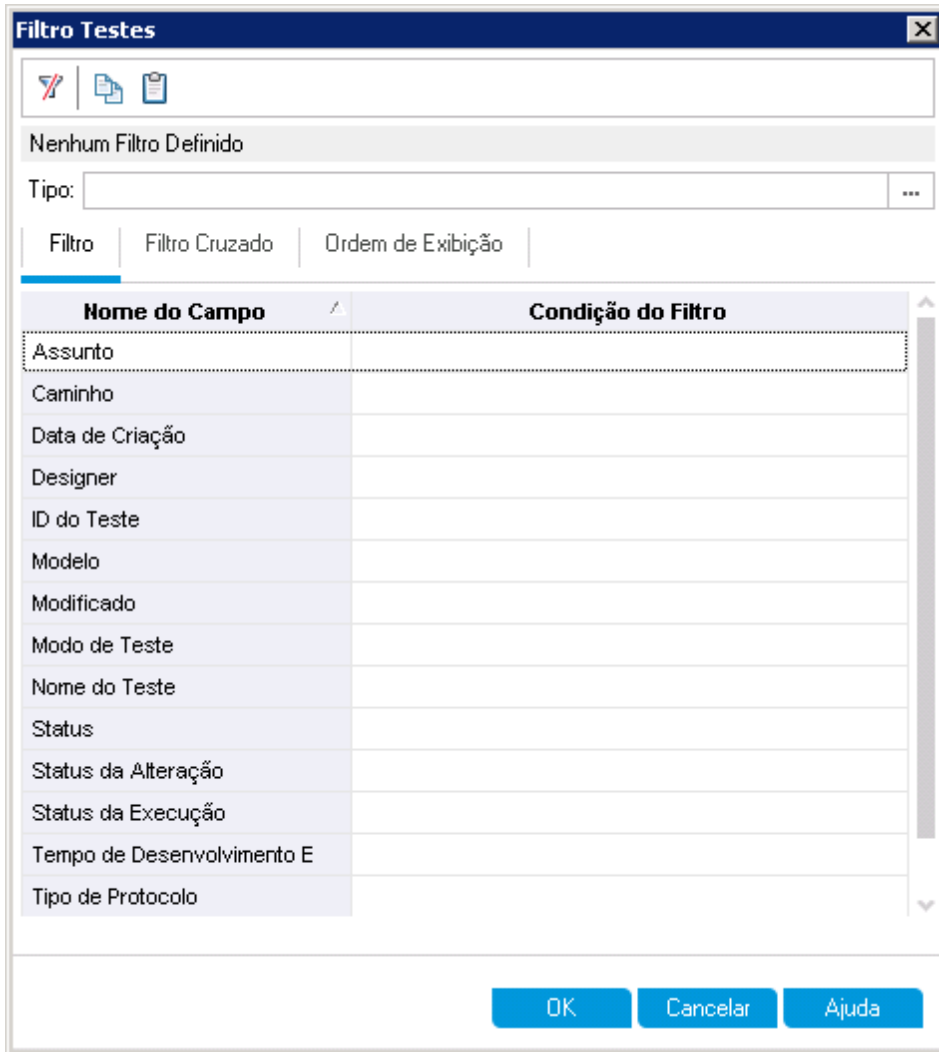 Filtro Testes
Nenhum Filtro Definido
Tipo:
...
Filtro Filtro Cruzado Ordem de Exibição
Nome do Campo Condição do Filtro
Assunto
Caminho
Data de Criação
Designer
ID do Teste
Modelo
Modificado
Modo de Teste
Nome do Teste
Status
Status da Alteração
Status da Execução
Tempo de Desenvolvimento E
Tipo de Protocolo
OK Cancelar Ajuda